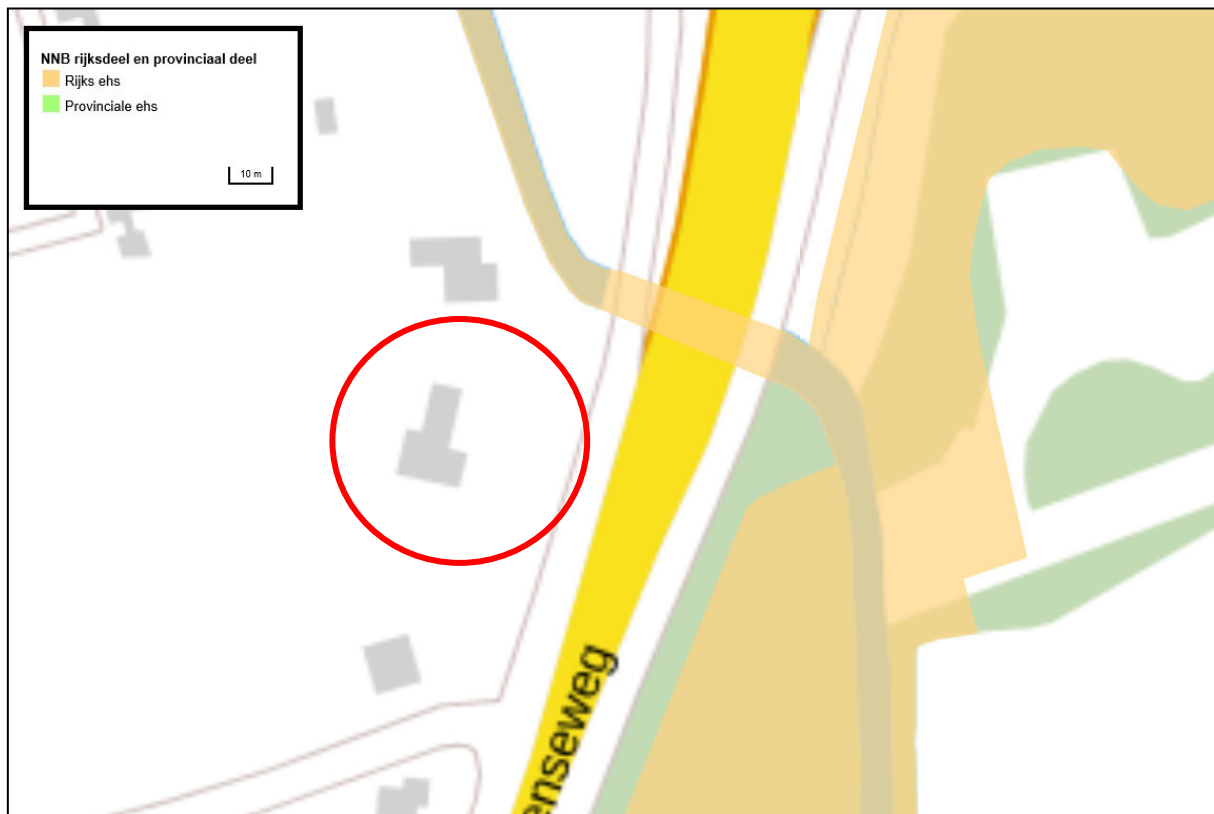 NNB rijksdeel en provinciaal deel
Rijks ehs
Provinciale ehs
10 m
enseweg